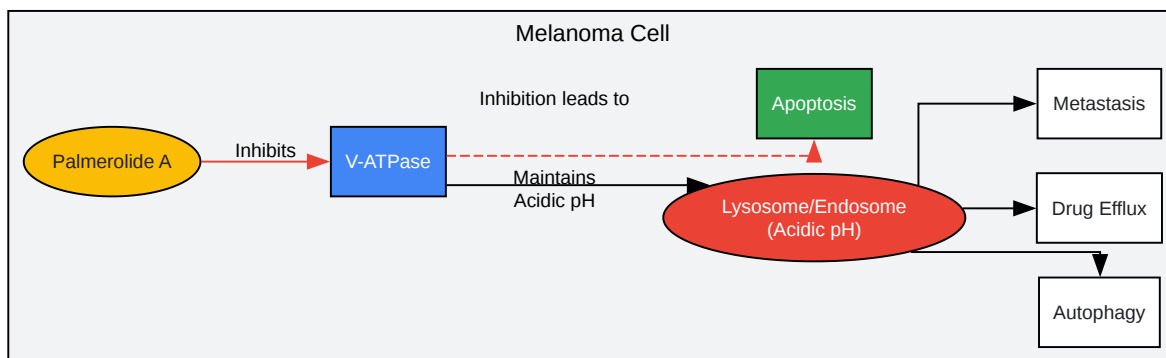 Melanoma Cell
Inhibition leads to
Apoptosis
Metastasis
Palmerolide A
Inhibits
V-ATPase
Maintains
Acidic pH
Lysosome/Endosome
(Acidic pH)
Drug Efflux
Autophagy